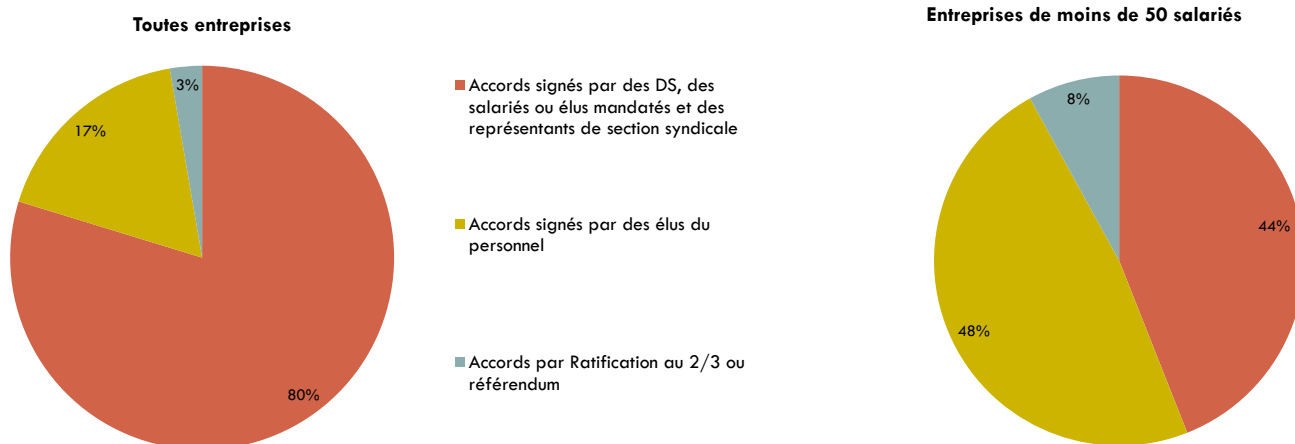 Toutes entreprises
3%
17%
80%
Accords signés par des DS, des
salariés ou élus mandatés et des
représentants de section syndicale
Accords signés par des élus du
personnel
Accords par Ratification au 2/3 ou
référendum
Entreprises de moins de 50 salariés
8%
44%
48%